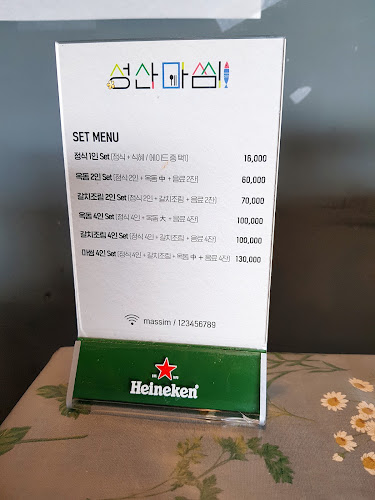 성산마씸!
SET MENU
정식 1인 Set (정식 + 식혜 / 에이드 중 택1) 16,000
옥돔 2인 Set (정식 2인 + 옥돔 中 + 음료 2잔) 60,000
갈치조림 2인 Set (정식 2인 + 갈치조림 + 음료 2잔) 70,000
옥돔 4인 Set (정식 4인 + 옥돔 大 + 음료 4잔) 100,000
갈치조림 4인 Set (정식 4인 + 갈치조림 + 음료 4잔) 100,000
마씸 4인 Set (정식 4인 + 갈치조림 + 옥돔 中 + 음료 4잔) 130,000
massim / 123456789
Heineken